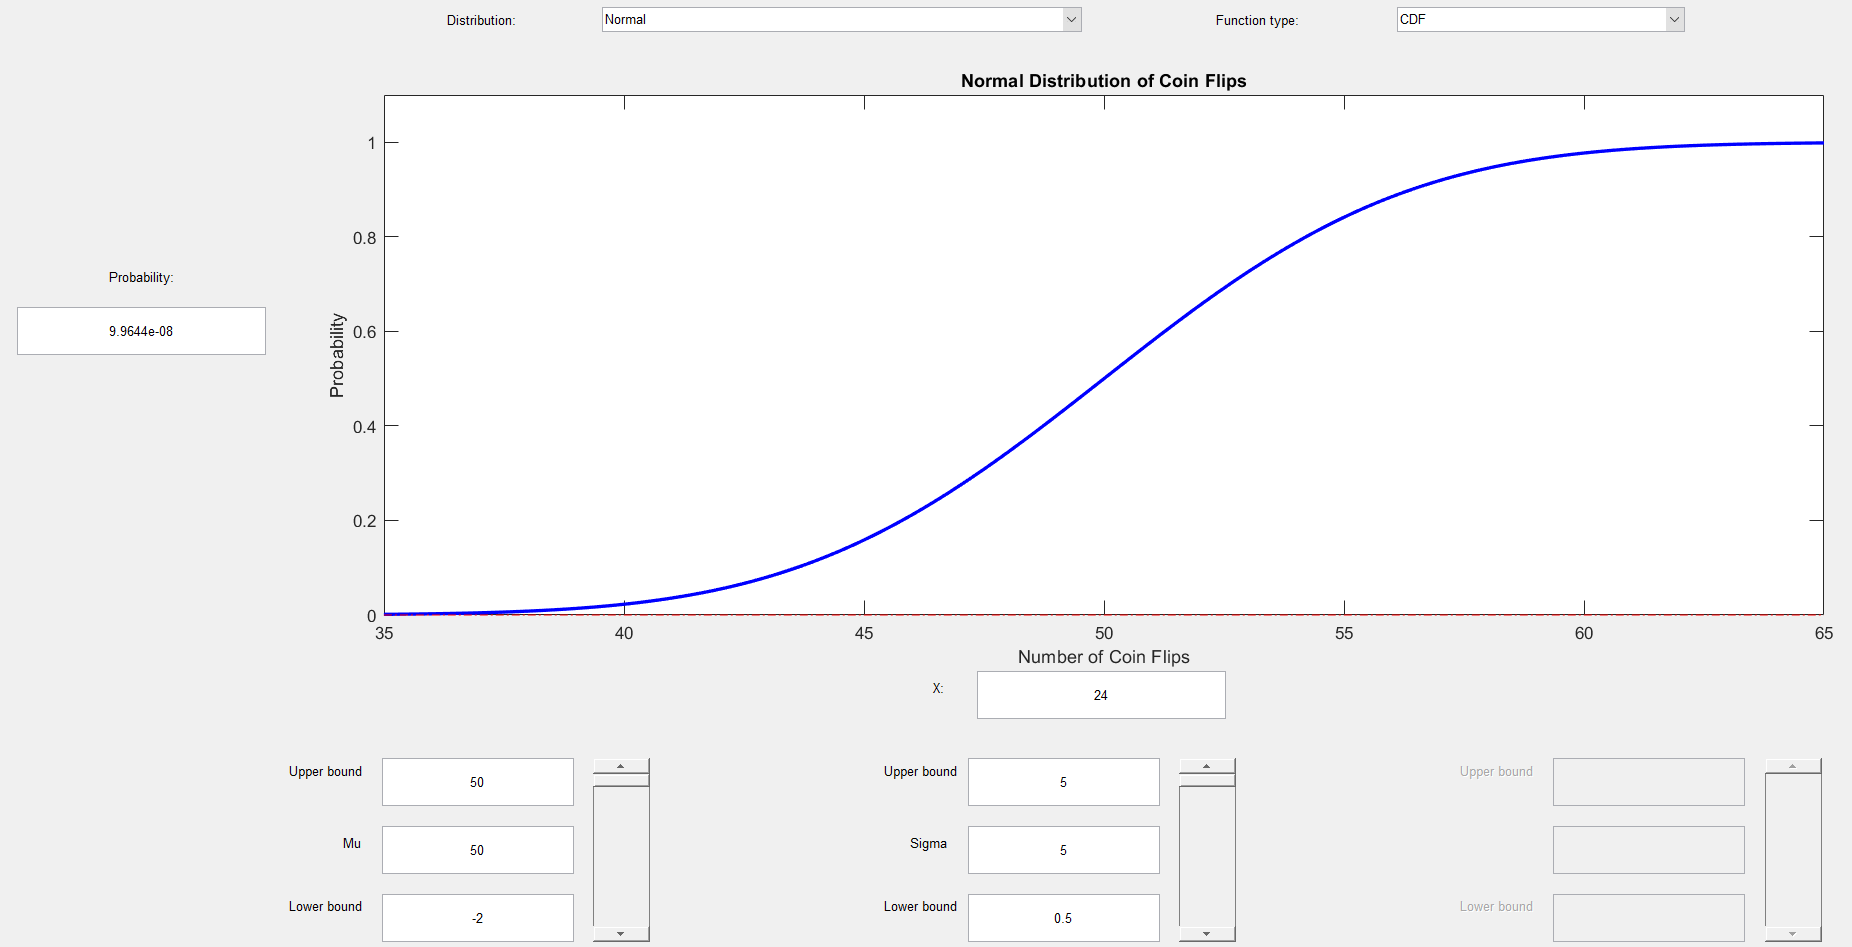 Distribution: Normal Function type: CDF
Normal Distribution of Coin Flips
1
0.8
Probability:
9.9644e-08
0.6
Probability
0.4
0.2
0
35 40 45 50 55 60 65
Number of Coin Flips
X: 24
Upper bound 50 Upper bound 5 Upper bound
Mu 50 Sigma 5
Lower bound -2 Lower bound 0.5 Lower bound